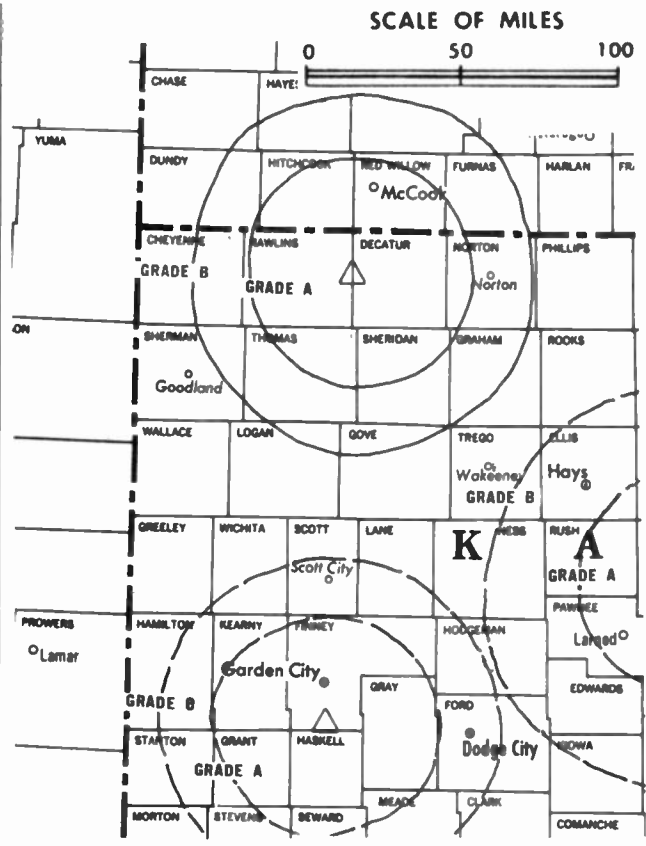 SCALE OF MILES
0 50 100
CHASE
YUMA
DUNDY HITCHCOCK RED WILLOW FURNAS HARLAN
McCook
CHEYENNE RAWLINS DECATUR NORTON PHILLIPS
GRADE B
GRADE A
Norton
SHERMAN THOMAS SHERIDAN GRAHAM ROOKS
Goodland
WALLACE LOGAN GOVE TREGO ELLIS
Wakeeney Hays
GRADE B
GREELEY WICHITA SCOTT LANE NESS RUSH
K A
Scott City
GRADE A
PAWNEE
PROWERS HAMILTON KEARNY FINNEY HODGEMAN
Larned
Lamar
Garden City
GRAY EDWARDS
GRADE B FORD
STANTON GRANT HASKELL Dodge City KIOWA
GRADE A
MORTON STEVENS SEWARD MEADE CLARK
COMANCHE